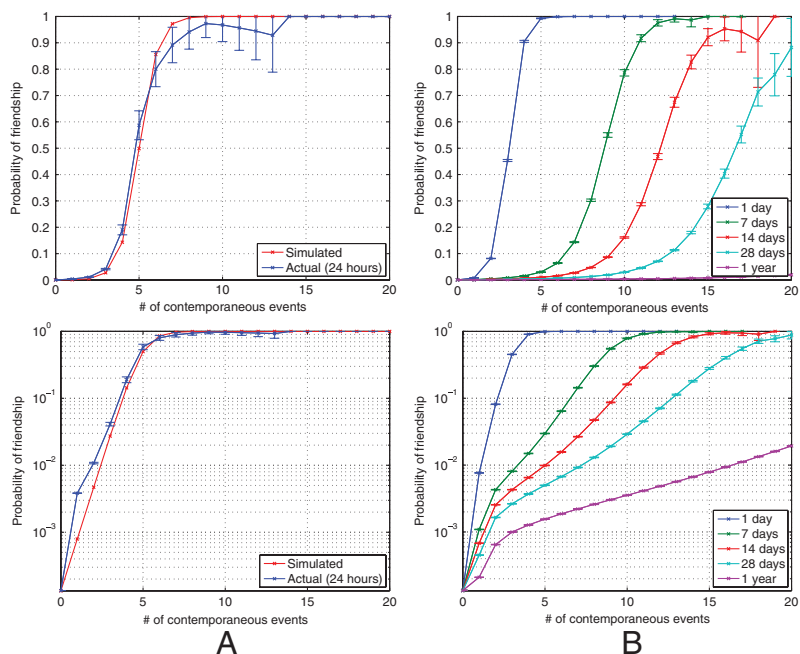 1
0.9
0.8
0.7
0.6
0.5
0.4
0.3
0.2
0.1
0
Probability of friendship
0 5 10 15 20
# of contemporaneous events
Simulated
Actual (24 hours)
1
0.9
0.8
0.7
0.6
0.5
0.4
0.3
0.2
0.1
0
Probability of friendship
0 5 10 15 20
# of contemporaneous events
1 day
7 days
14 days
28 days
1 year
10⁰
10⁻¹
10⁻²
10⁻³
Probability of friendship
0 5 10 15 20
# of contemporaneous events
Simulated
Actual (24 hours)
A
10⁰
10⁻¹
10⁻²
10⁻³
Probability of friendship
0 5 10 15 20
# of contemporaneous events
1 day
7 days
14 days
28 days
1 year
B